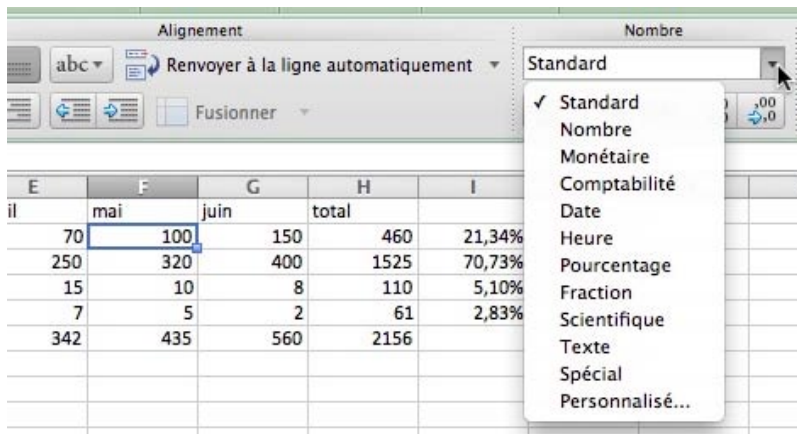 Alignement Nombre
abc Renvoyer à la ligne automatiquement Standard
Fusionner ,00
,0
✓ Standard
Nombre
Monétaire
Comptabilité
Date
Heure
Pourcentage
Fraction
Scientifique
Texte
Spécial
Personnalisé...
E F G H I
il mai juin total
70 100 150 460 21,34%
250 320 400 1525 70,73%
15 10 8 110 5,10%
7 5 2 61 2,83%
342 435 560 2156